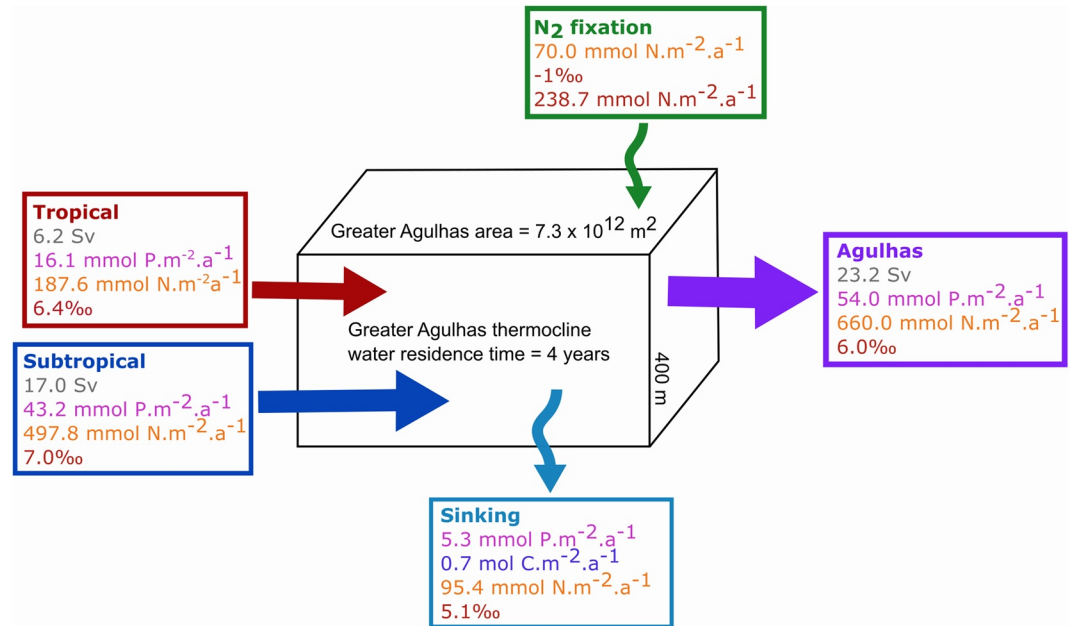 N₂ fixation
70.0 mmol N.m⁻².a⁻¹
-1‰
238.7 mmol N.m⁻².a⁻¹
Tropical
6.2 Sv
16.1 mmol P.m⁻².a⁻¹
187.6 mmol N.m⁻²a⁻¹
6.4‰
Greater Agulhas area = 7.3 x 10¹² m²
Agulhas
23.2 Sv
54.0 mmol P.m⁻².a⁻¹
660.0 mmol N.m⁻².a⁻¹
6.0‰
Greater Agulhas thermocline
water residence time = 4 years
400 m
Subtropical
17.0 Sv
43.2 mmol P.m⁻².a⁻¹
497.8 mmol N.m⁻².a⁻¹
7.0‰
Sinking
5.3 mmol P.m⁻².a⁻¹
0.7 mol C.m⁻².a⁻¹
95.4 mmol N.m⁻².a⁻¹
5.1‰